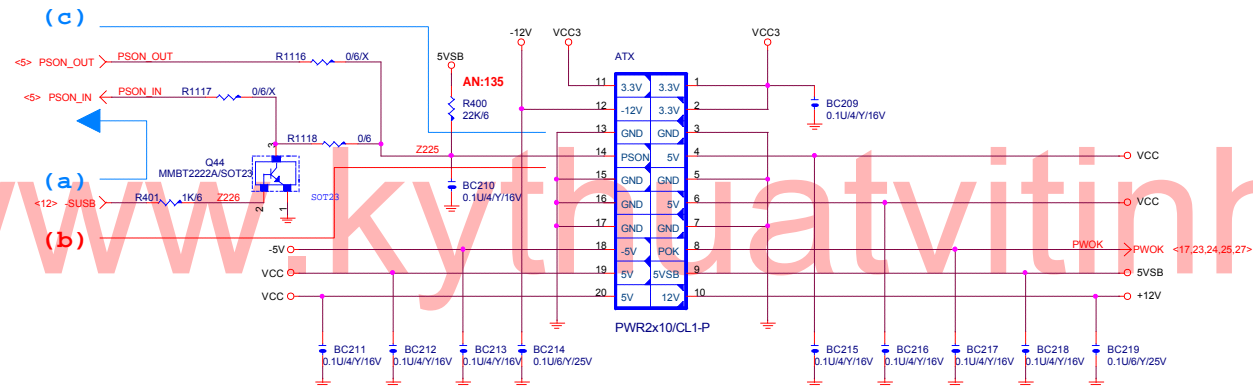 (c)
-12V
VCC3
VCC3
<5> PSON_OUT
PSON_OUT
R1116
0/6/X
5VSB
ATX
AN:135
<5> PSON_IN
PSON_IN
R1117
0/6/X
R400
22K/6
11
3.3V
3.3V
1
12
-12V
3.3V
2
BC209
0.1U/4/Y/16V
13
GND
GND
3
R1118
0/6
Z225
14
PSON
5V
4
VCC
3
Q44
MMBT2222A/SOT23
15
GND
GND
5
(a)
BC210
0.1U/4/Y/16V
<12> -SUSB
R401
1K/6
Z226
2
1
SOT23
16
GND
5V
6
VCC
17
GND
GND
7
(b)
www.kythuatvitinh
-5V
18
-5V
POK
8
PWOK
PWOK
<17,23,24,25,27>
VCC
19
5V
5VSB
9
5VSB
VCC
20
5V
12V
10
+12V
PWR2x10/CL1-P
BC211
0.1U/4/Y/16V
BC212
0.1U/4/Y/16V
BC213
0.1U/4/Y/16V
BC214
0.1U/6/Y/25V
BC215
0.1U/4/Y/16V
BC216
0.1U/4/Y/16V
BC217
0.1U/4/Y/16V
BC218
0.1U/4/Y/16V
BC219
0.1U/6/Y/25V